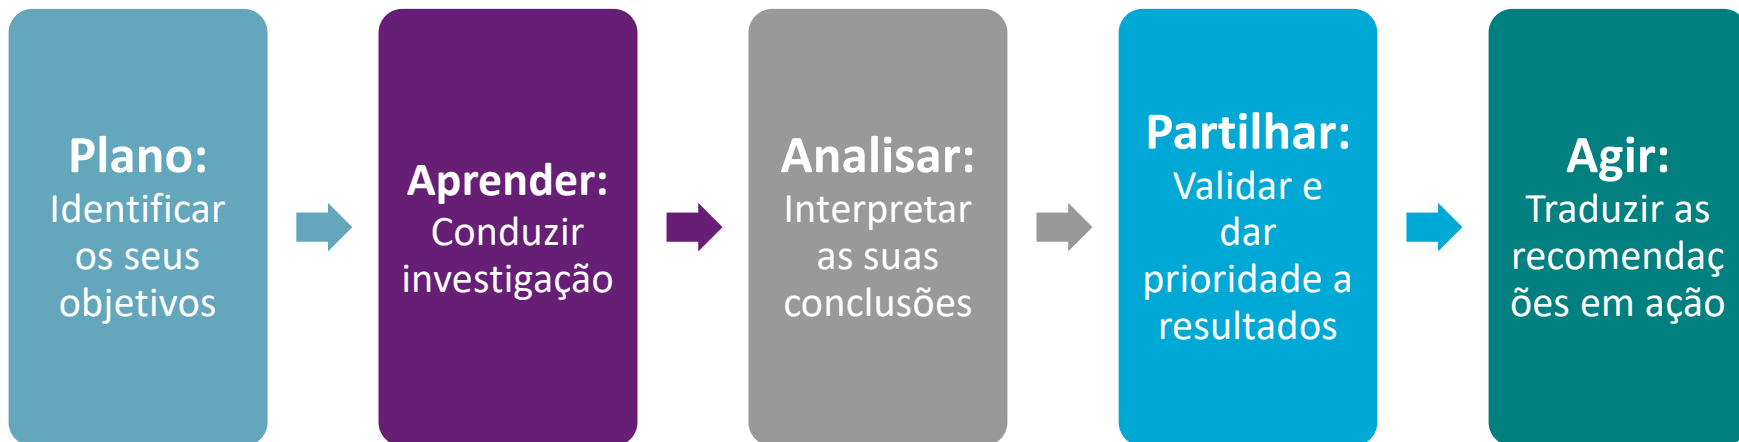 Plano:
Identificar
os seus
objetivos
Aprender:
Conduzir
investigação
Analisar:
Interpretar
as suas
conclusões
Partilhar:
Validar e
dar
prioridade a
resultados
Agir:
Traduzir as
recomendaç
ões em ação